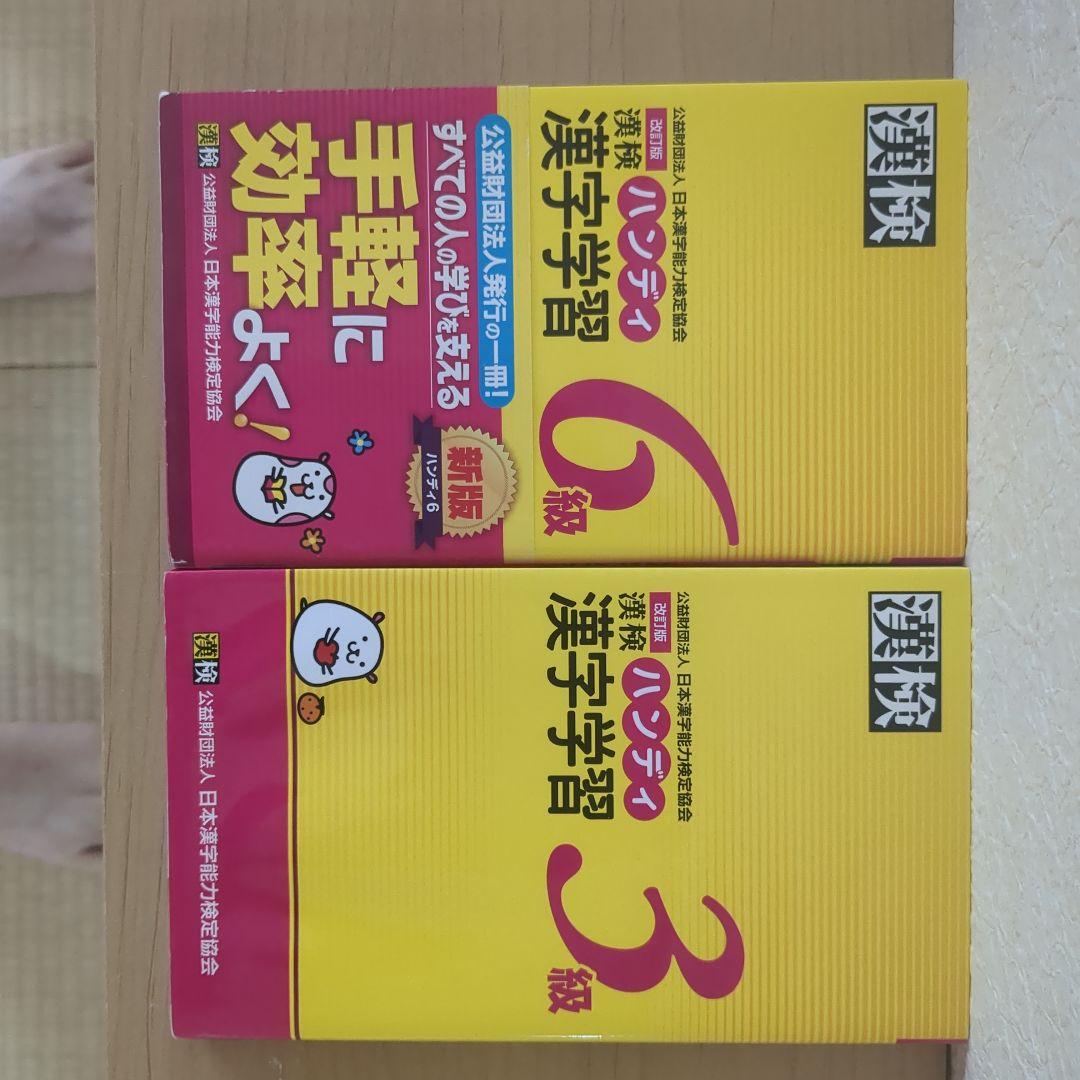 漢検
公益財団法人 日本漢字能力検定協会
改訂版
漢検 ハンディ
漢字学習
6級
公益財団法人発行の一冊!
すべての人の学びを支える
新版
ハンディ6
手軽に
効率よく!
漢検 公益財団法人 日本漢字能力検定協会
漢検
公益財団法人 日本漢字能力検定協会
改訂版
漢検 ハンディ
漢字学習
3級
漢検 公益財団法人 日本漢字能力検定協会